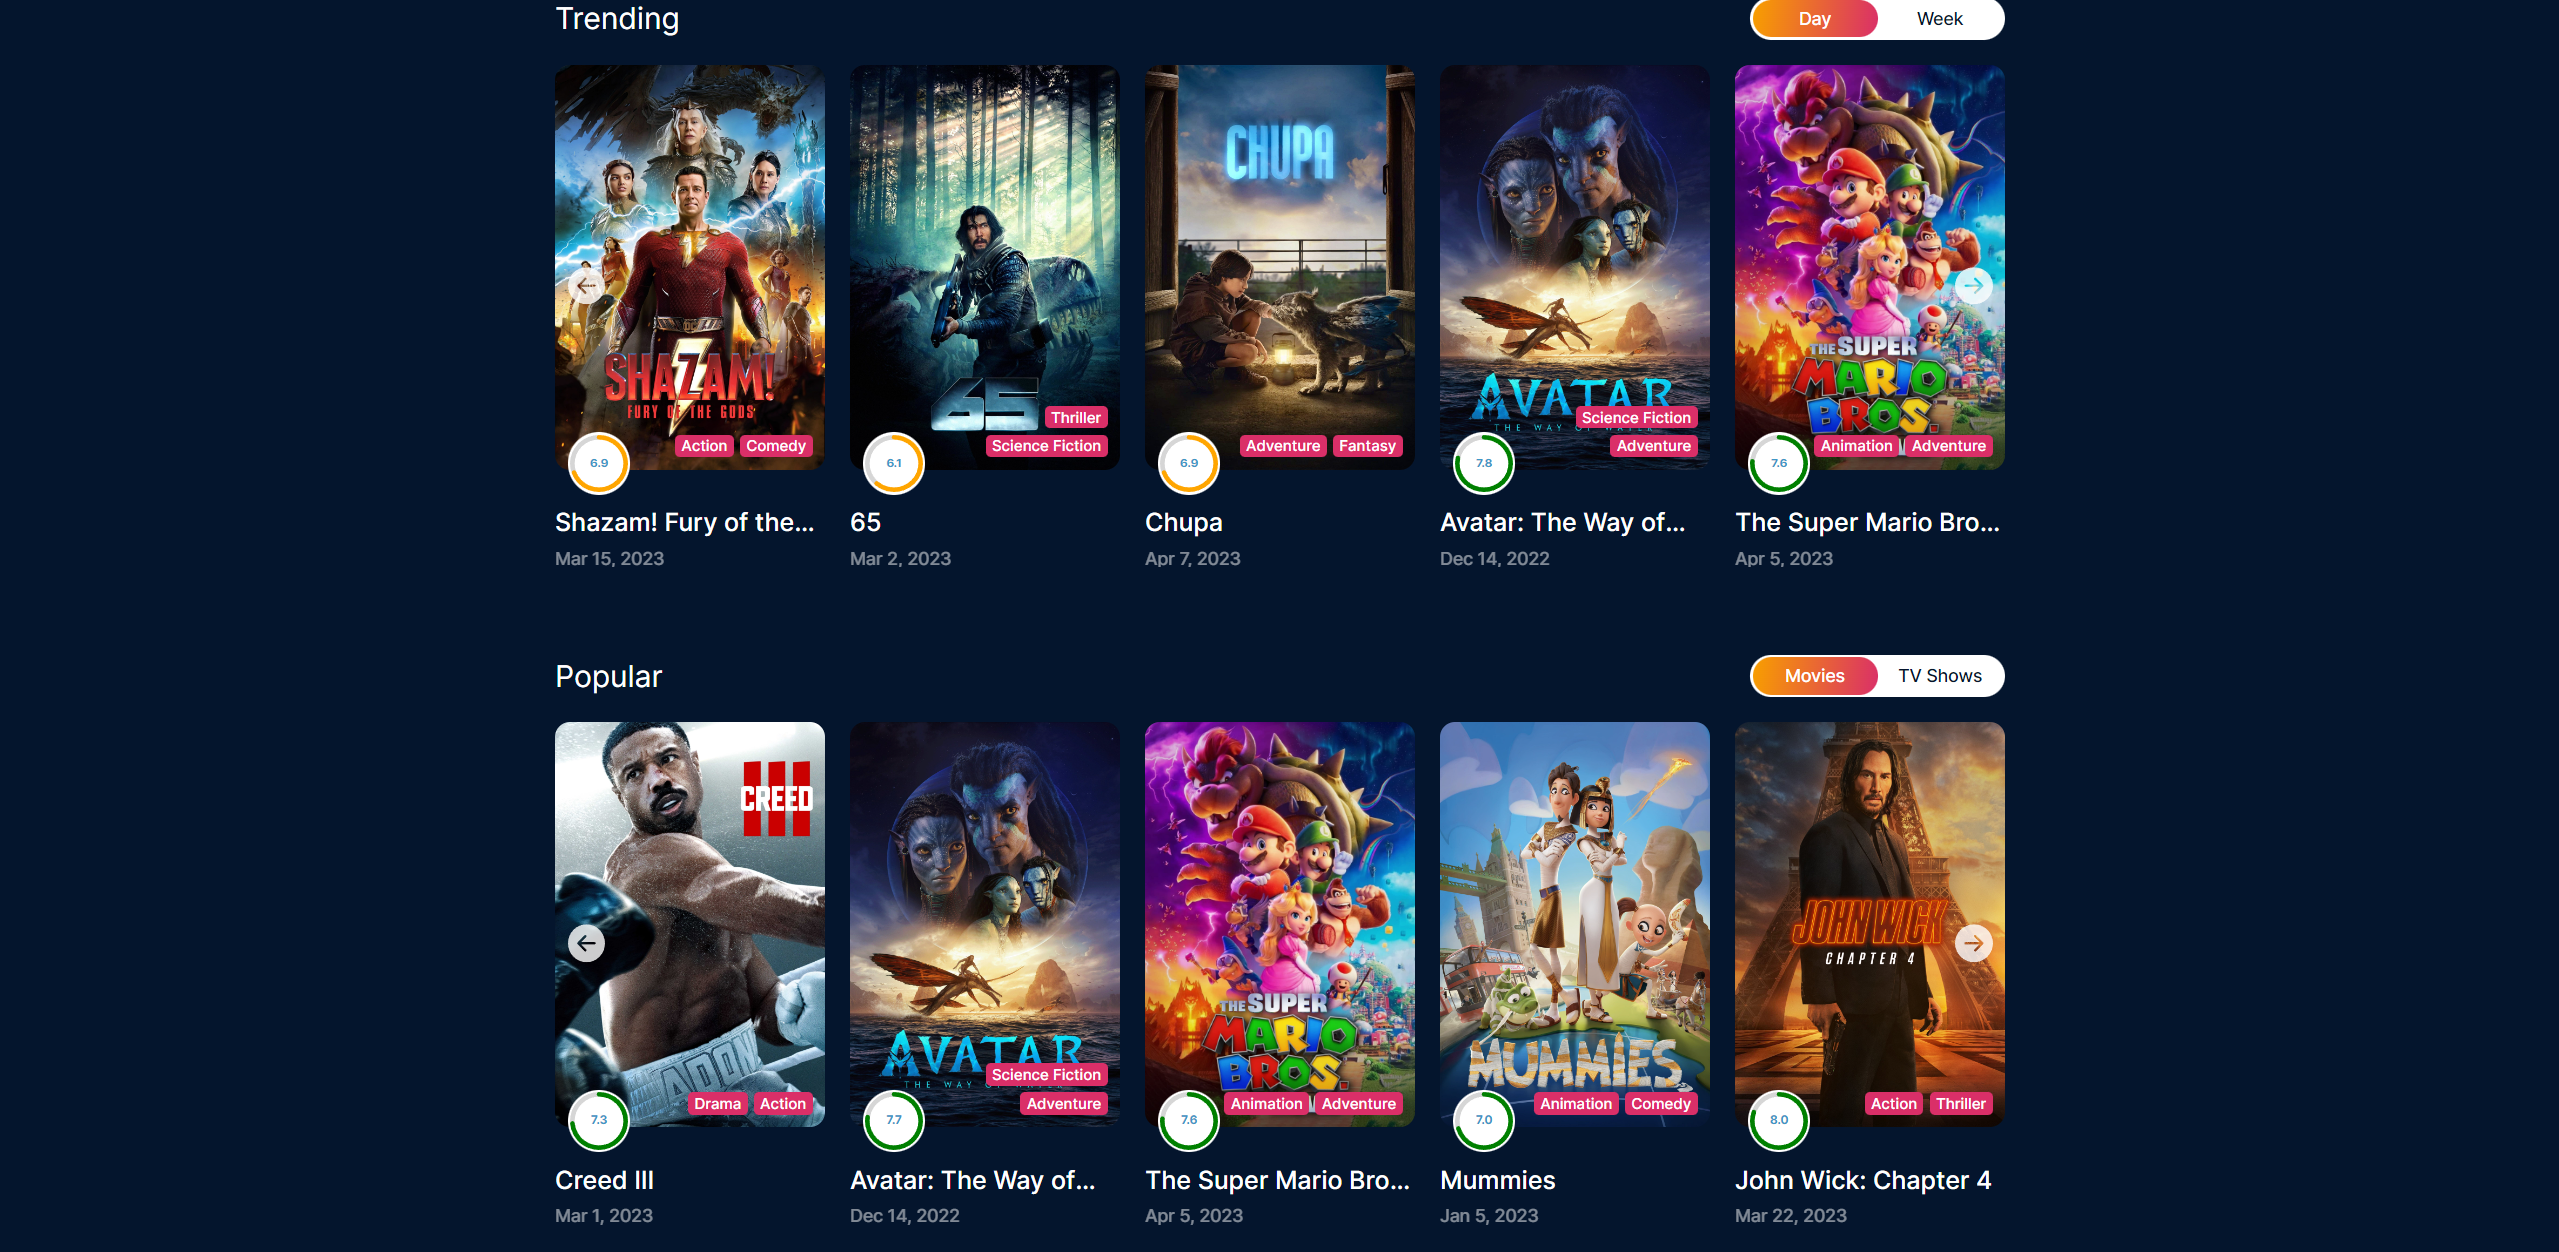 Trending
Day Week
CHUPA
SHAZAM!
FURY OF THE GODS
65
AVATAR
THE WAY OF WATER
THE SUPER
MARIO
BROS.
Thriller
Science Fiction
Action Comedy
Science Fiction
Adventure Fantasy
Adventure
Animation Adventure
6.9
6.1
6.9
7.8
7.6
Shazam! Fury of the...
65
Chupa
Avatar: The Way of...
The Super Mario Bro...
Mar 15, 2023
Mar 2, 2023
Apr 7, 2023
Dec 14, 2022
Apr 5, 2023
Popular
Movies TV Shows
CREED
III
JOHN WICK
CHAPTER 4
AVATAR
THE WAY OF WATER
THE SUPER
MARIO
BROS.
MUMMIES
Drama Action
Science Fiction
Adventure
Animation Adventure
Animation Comedy
Action Thriller
7.3
7.7
7.6
7.0
8.0
Creed III
Avatar: The Way of...
The Super Mario Bro...
Mummies
John Wick: Chapter 4
Mar 1, 2023
Dec 14, 2022
Apr 5, 2023
Jan 5, 2023
Mar 22, 2023